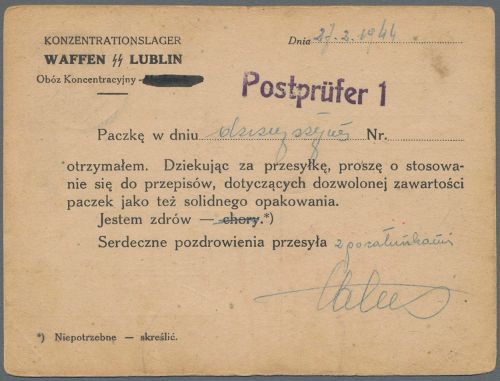 KONZENTRATIONSLAGER
WAFFEN SS LUBLIN
Obóz Koncentracyjny -
Dnia 27.2.1944
Postprüfer 1
Paczkę w dniu dzisiejszym Nr.
otrzymałem. Dziękując za przesyłkę, proszę o stosowa-
nie się do przepisów, dotyczących dozwolonej zawartości
paczek jako też solidnego opakowania.
Jestem zdrów — chory.*)
Serdeczne pozdrowienia przesyła z pocałunkami
*) Niepotrzebne — skreślić.